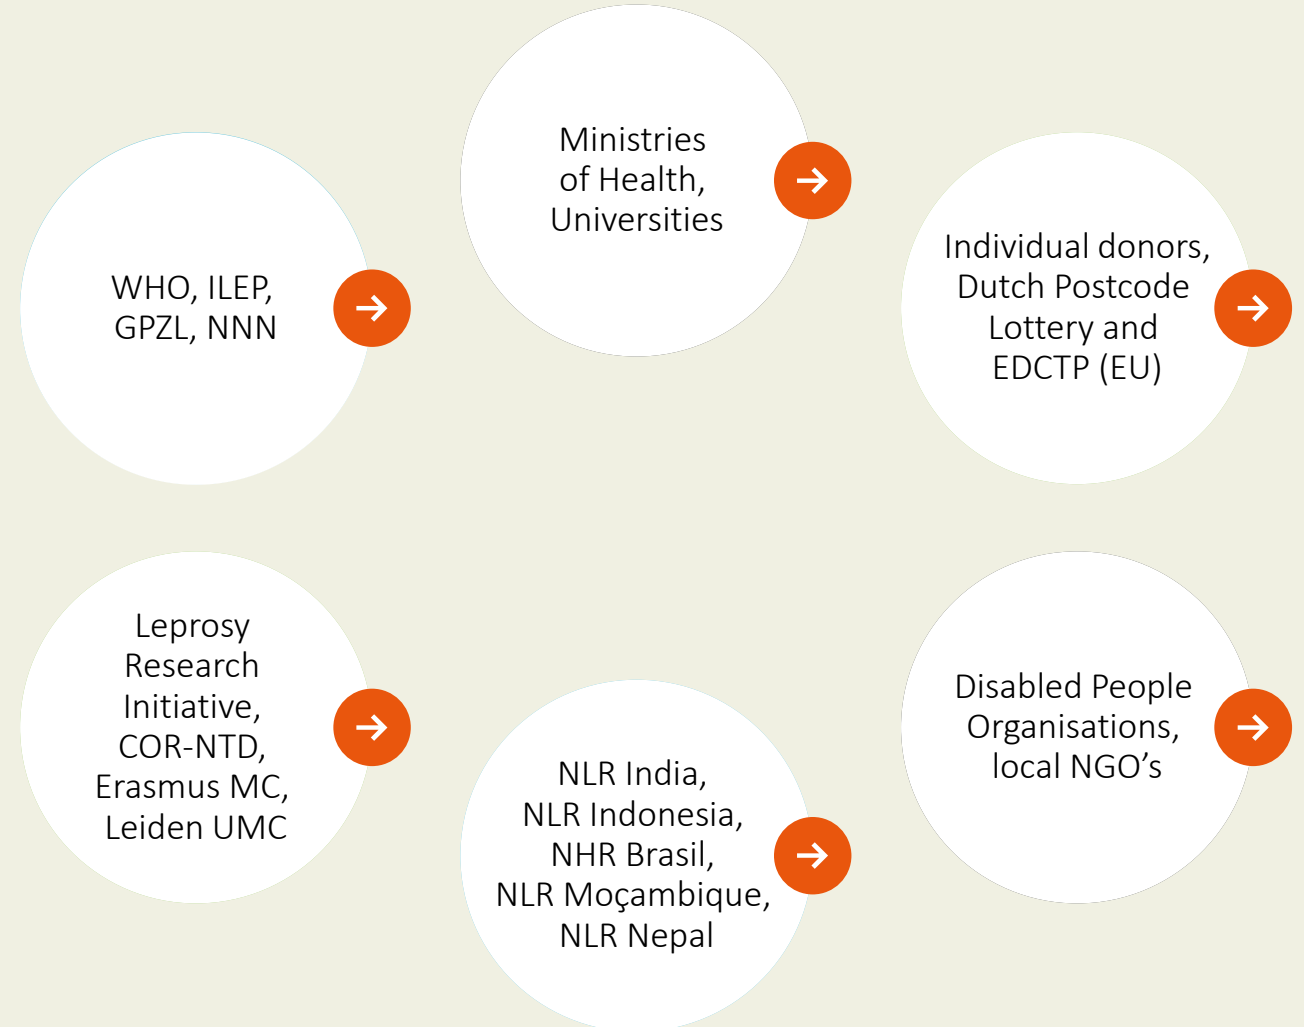 Ministries
of Health,
Universities
WHO, ILEP,
GPZL, NNN
Individual donors,
Dutch Postcode
Lottery and
EDCTP (EU)
Leprosy
Research
Initiative,
COR-NTD,
Erasmus MC,
Leiden UMC
NLR India,
NLR Indonesia,
NHR Brasil,
NLR Moçambique,
NLR Nepal
Disabled People
Organisations,
local NGO’s